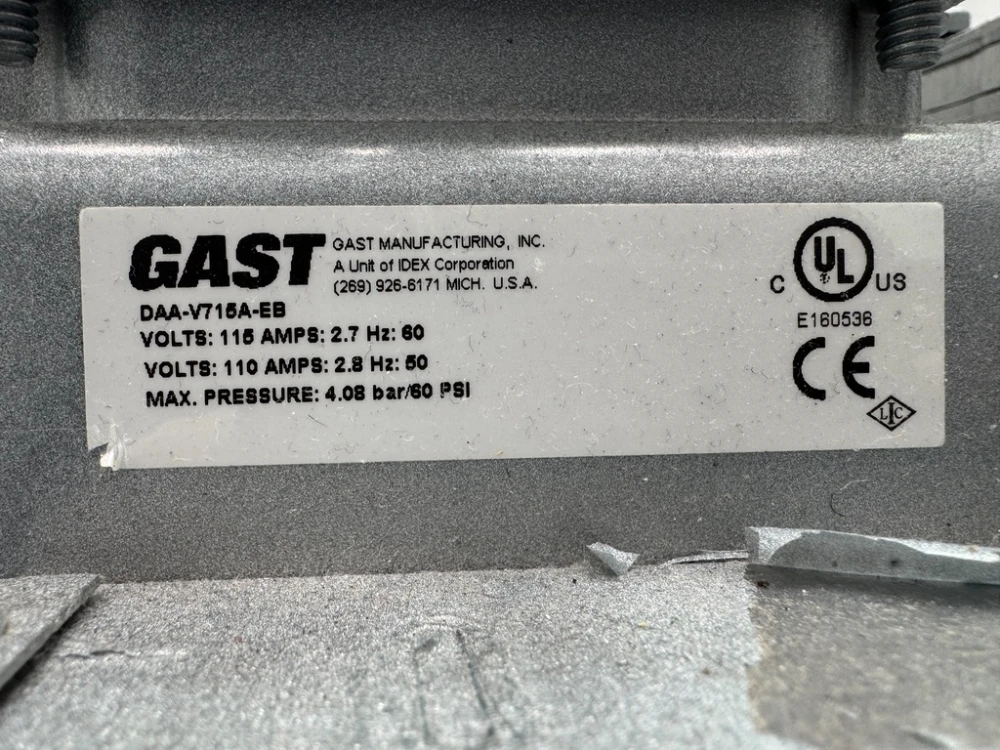 GAST
GAST MANUFACTURING, INC.
A Unit of IDEX Corporation
(269) 926-6171 MICH. U.S.A.
DAA-V715A-EB
VOLTS: 115 AMPS: 2.7 Hz: 60
VOLTS: 110 AMPS: 2.8 Hz: 50
MAX. PRESSURE: 4.08 bar/60 PSI
C UL US
E160536
CE
LIC